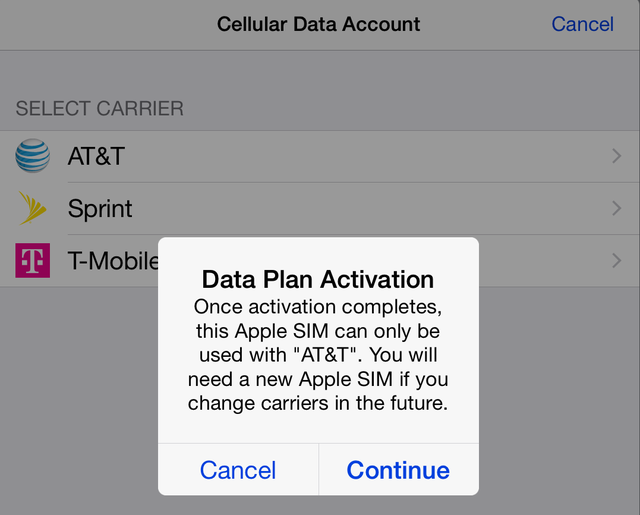 Cellular Data Account
Cancel
SELECT CARRIER
AT&T
Sprint
T-Mobile
Data Plan Activation
Once activation completes,
this Apple SIM can only be
used with "AT&T". You will
need a new Apple SIM if you
change carriers in the future.
Cancel
Continue